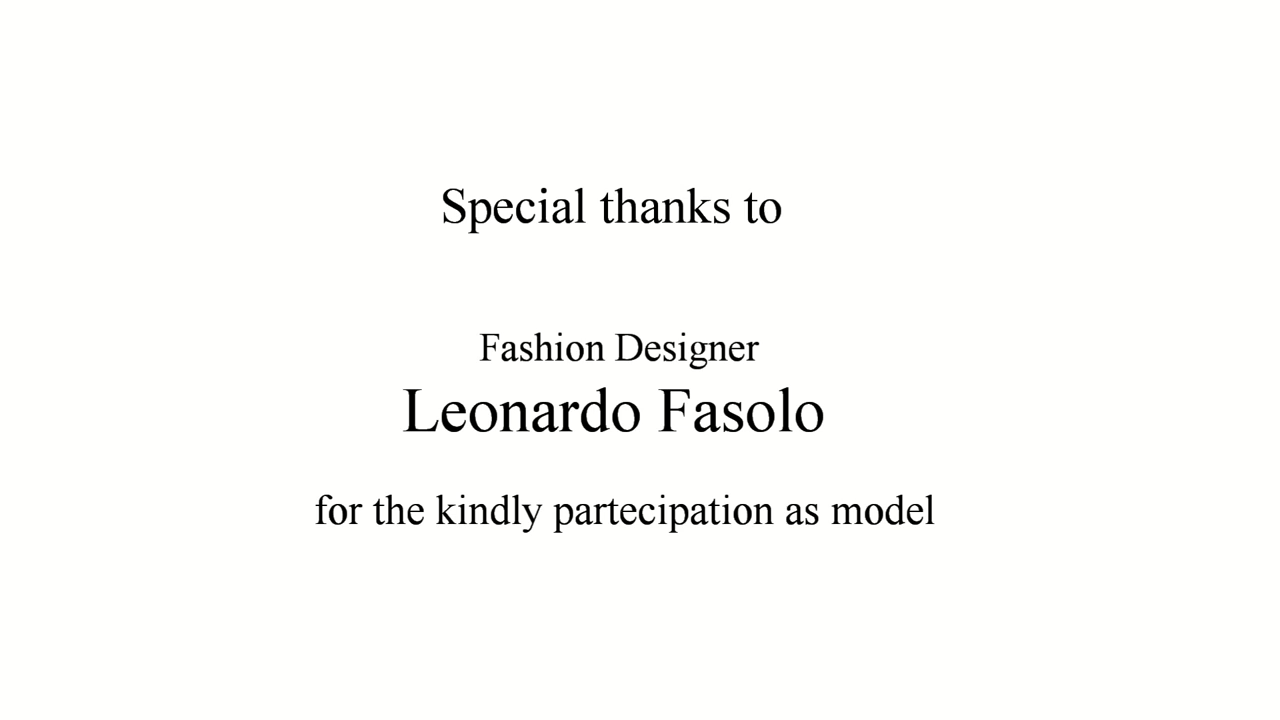 Special thanks to
Fashion Designer
Leonardo Fasolo
for the kindly partecipation as model